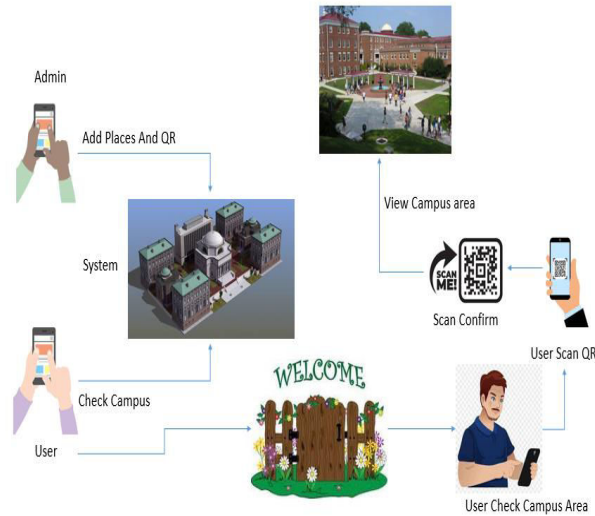 Admin
Add Places And QR
View Campus area
System
SCAN
ME!
Scan Confirm
User Scan QR
WELCOME
Check Campus
User
User Check Campus Area